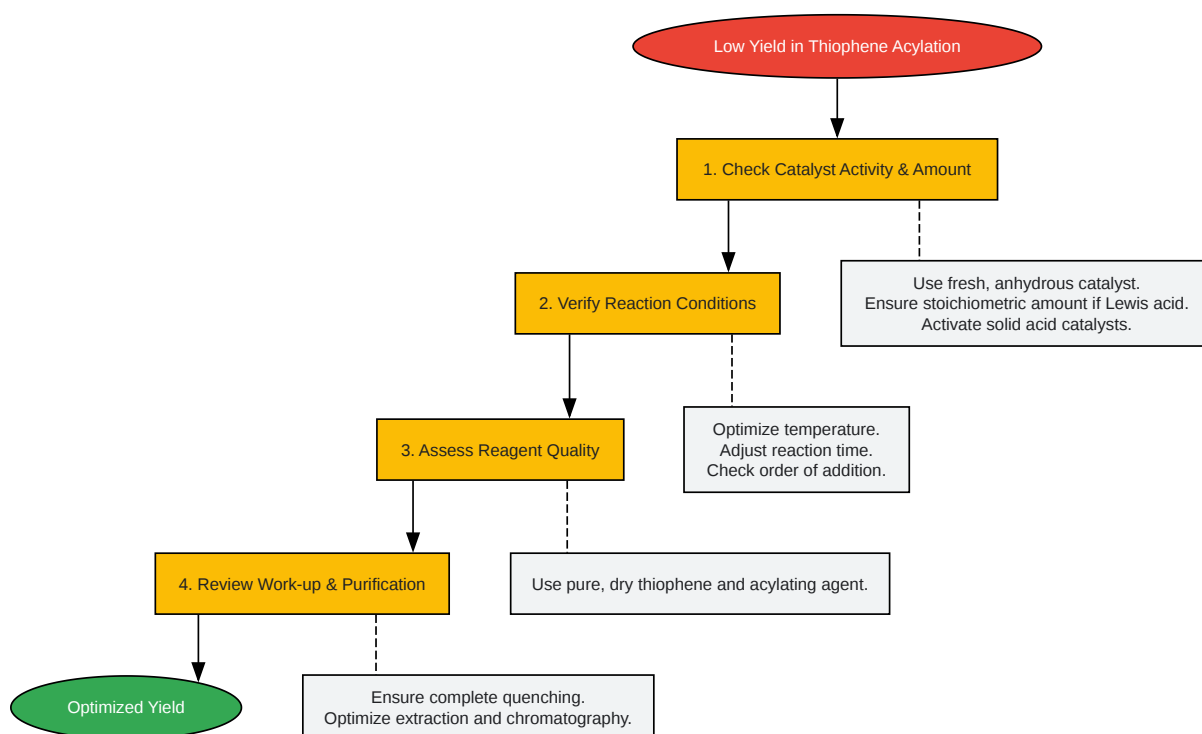 Low Yield in Thiophene Acylation
1. Check Catalyst Activity & Amount
Use fresh, anhydrous catalyst.
Ensure stoichiometric amount if Lewis acid.
Activate solid acid catalysts.
2. Verify Reaction Conditions
Optimize temperature.
Adjust reaction time.
Check order of addition.
3. Assess Reagent Quality
Use pure, dry thiophene and acylating agent.
4. Review Work-up & Purification
Ensure complete quenching.
Optimize extraction and chromatography.
Optimized Yield